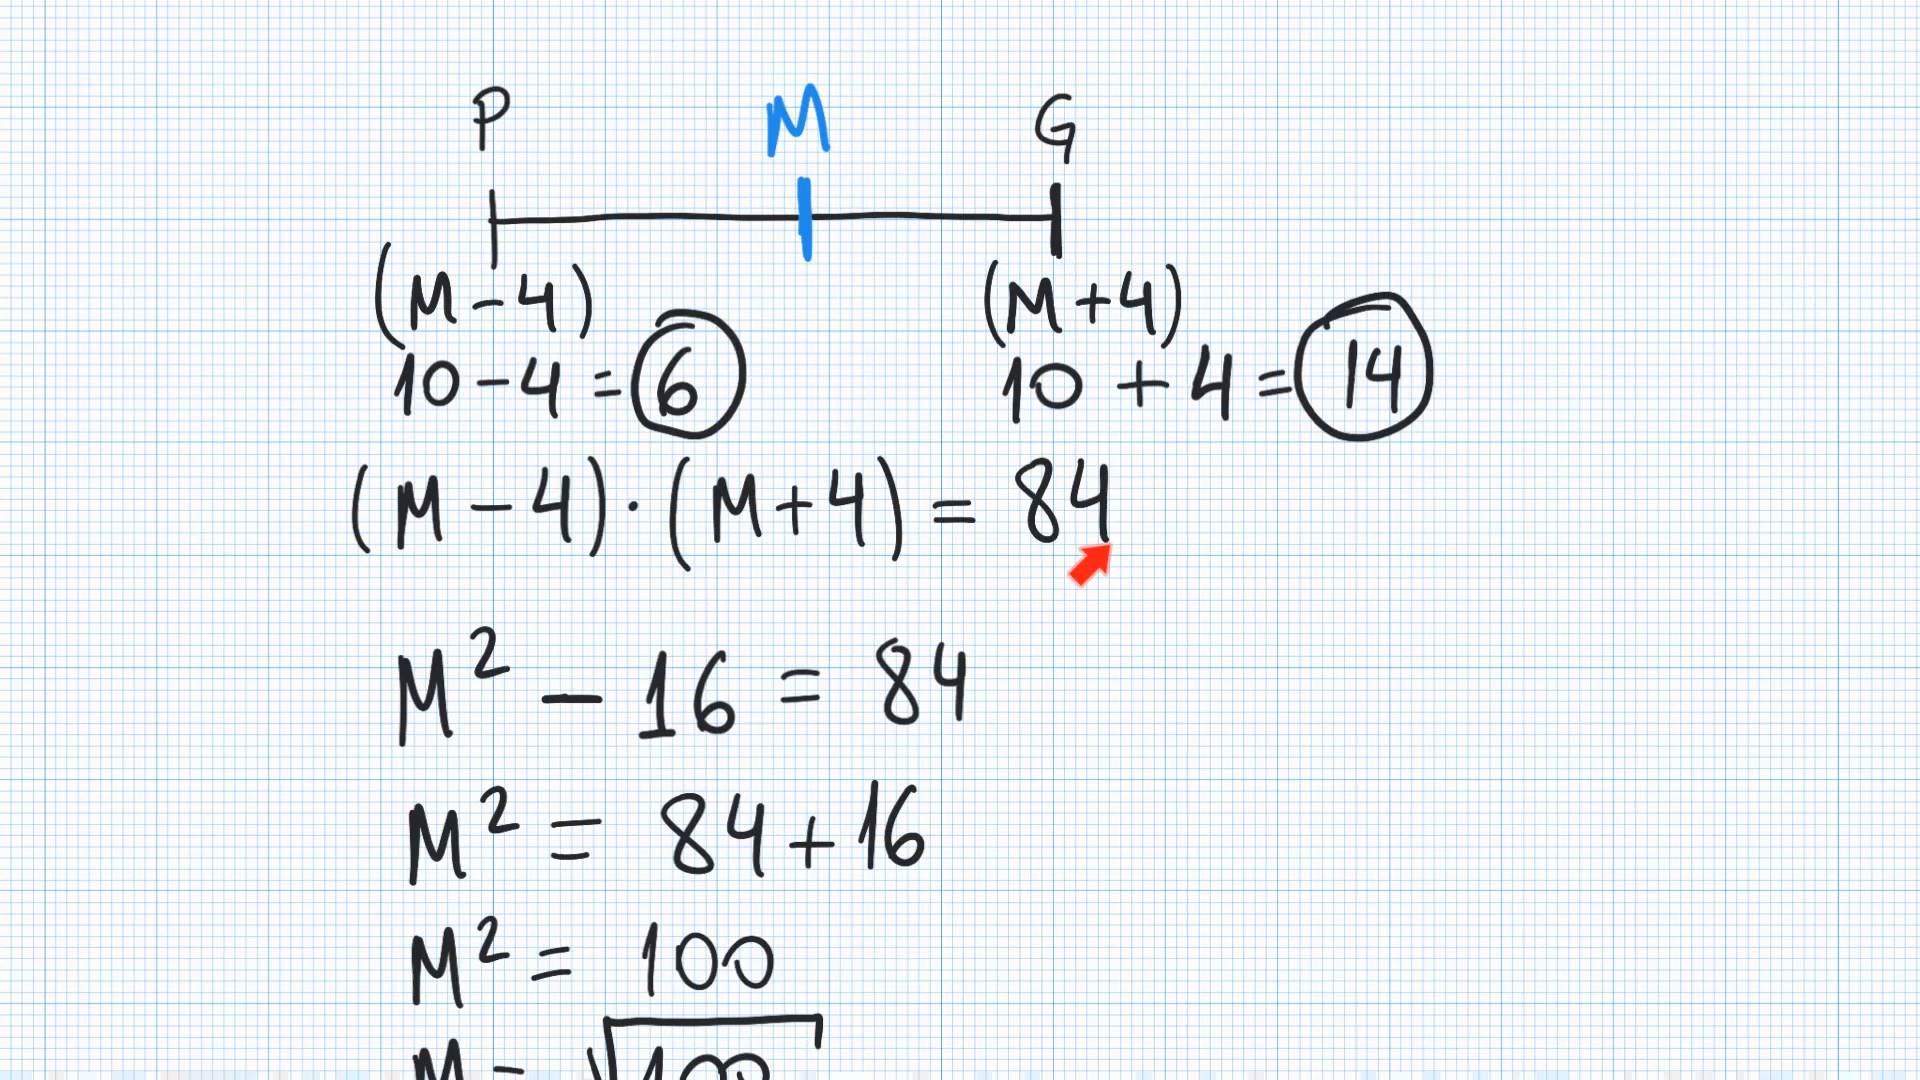 P M G
(M-4) (M+4)
10-4=6 10+4=14
(M-4)·(M+4)=84
M²-16=84
M²=84+16
M²=100
M=√100